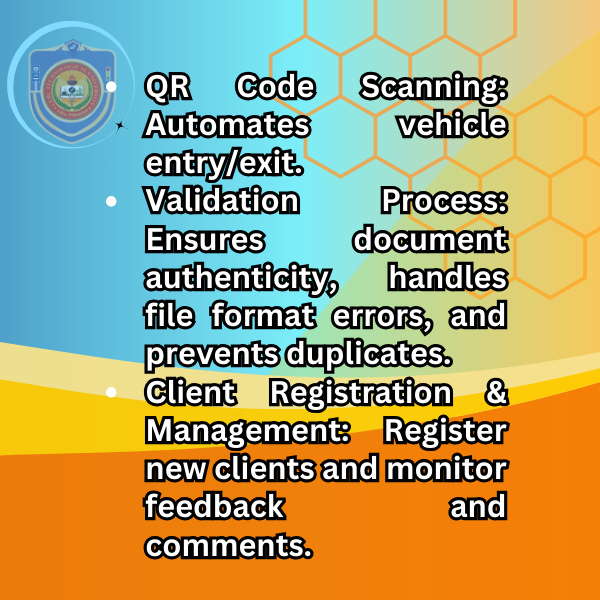 • QR Code Scanning:
Automates vehicle
entry/exit.
• Validation Process:
Ensures document
authenticity, handles
file format errors, and
prevents duplicates.
• Client Registration &
Management: Register
new clients and monitor
feedback and
comments.